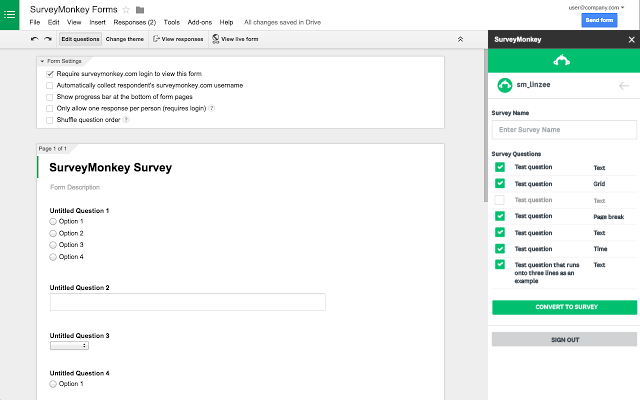 SurveyMonkey Forms
user@company.com
File Edit View Insert Responses (2) Tools Add-ons Help All changes saved in Drive
Send form
Edit questions Change theme View responses View live form
SurveyMonkey
Form Settings
Require surveymonkey.com login to view this form
Automatically collect respondent's surveymonkey.com username
Show progress bar at the bottom of form pages
Only allow one response per person (requires login) ?
Shuffle question order ?
Page 1 of 1
SurveyMonkey Survey
Form Description
Untitled Question 1
Option 1
Option 2
Option 3
Option 4
Untitled Question 2
Untitled Question 3
Untitled Question 4
Option 1
sm_linzee
Survey Name
Enter Survey Name
Survey Questions
Test question Text
Test question Grid
Test question Text
Test question Page break
Test question Text
Test question Time
Test question that runs Text
onto three lines as an
example
CONVERT TO SURVEY
SIGN OUT